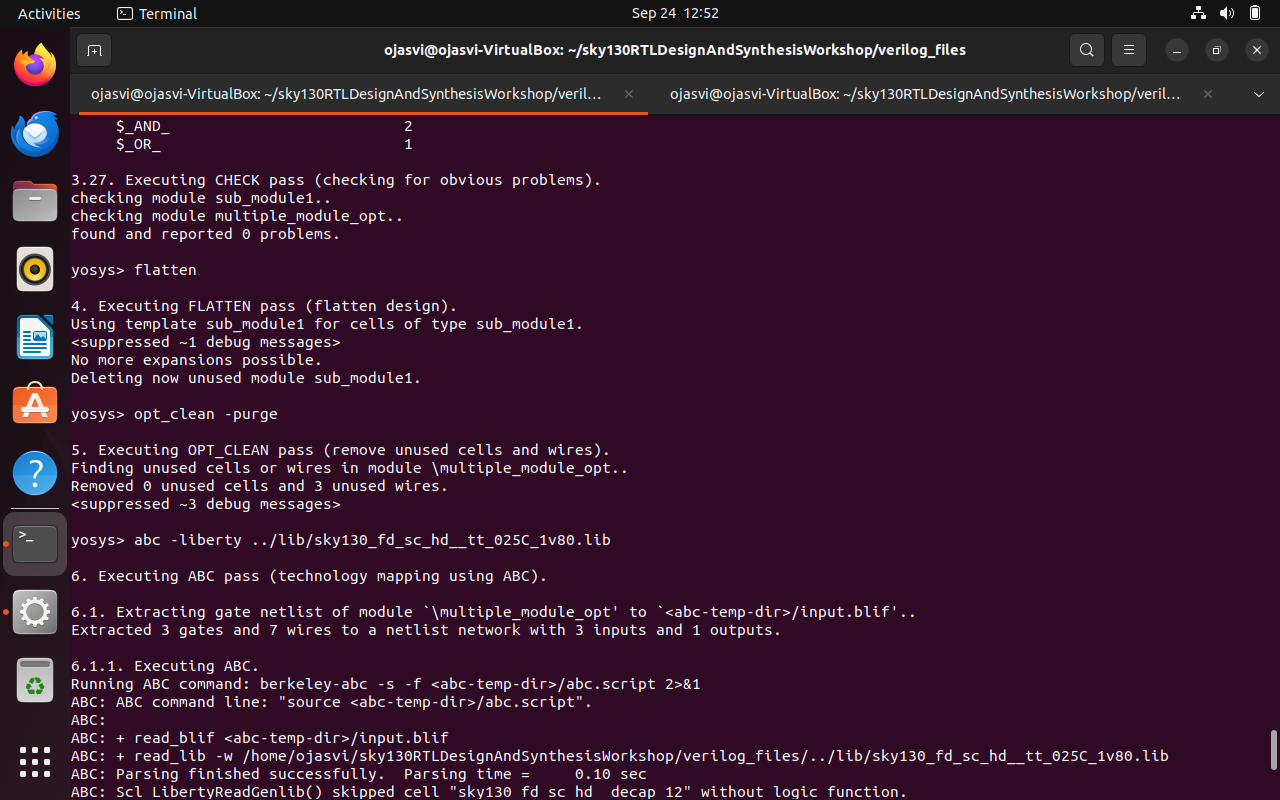 Activities
Terminal
Sep 24 12:52
ojasvi@ojasvi-VirtualBox: ~/sky130RTLDesignAndSynthesisWorkshop/verilog_files
ojasvi@ojasvi-VirtualBox: ~/sky130RTLDesignAndSynthesisWorkshop/veril...
ojasvi@ojasvi-VirtualBox: ~/sky130RTLDesignAndSynthesisWorkshop/veril...
$_AND_ 2
$_OR_ 1
3.27. Executing CHECK pass (checking for obvious problems).
checking module sub_module1..
checking module multiple_module_opt..
found and reported 0 problems.
yosys> flatten
4. Executing FLATTEN pass (flatten design).
Using template sub_module1 for cells of type sub_module1.
<suppressed ~1 debug messages>
No more expansions possible.
Deleting now unused module sub_module1.
yosys> opt_clean -purge
5. Executing OPT_CLEAN pass (remove unused cells and wires).
Finding unused cells or wires in module \multiple_module_opt..
Removed 0 unused cells and 3 unused wires.
<suppressed ~3 debug messages>
yosys> abc -liberty ../lib/sky130_fd_sc_hd__tt_025C_1v80.lib
6. Executing ABC pass (technology mapping using ABC).
6.1. Extracting gate netlist of module `\multiple_module_opt' to `<abc-temp-dir>/input.blif'..
Extracted 3 gates and 7 wires to a netlist network with 3 inputs and 1 outputs.
6.1.1. Executing ABC.
Running ABC command: berkeley-abc -s -f <abc-temp-dir>/abc.script 2>&1
ABC: ABC command line: "source <abc-temp-dir>/abc.script".
ABC:
ABC: + read_blif <abc-temp-dir>/input.blif
ABC: + read_lib -w /home/ojasvi/sky130RTLDesignAndSynthesisWorkshop/verilog_files/../lib/sky130_fd_sc_hd__tt_025C_1v80.lib
ABC: Parsing finished successfully.  Parsing time =     0.10 sec
ABC: Scl_LibertyReadGenlib() skipped cell "sky130_fd_sc_hd__decap_12" without logic function.